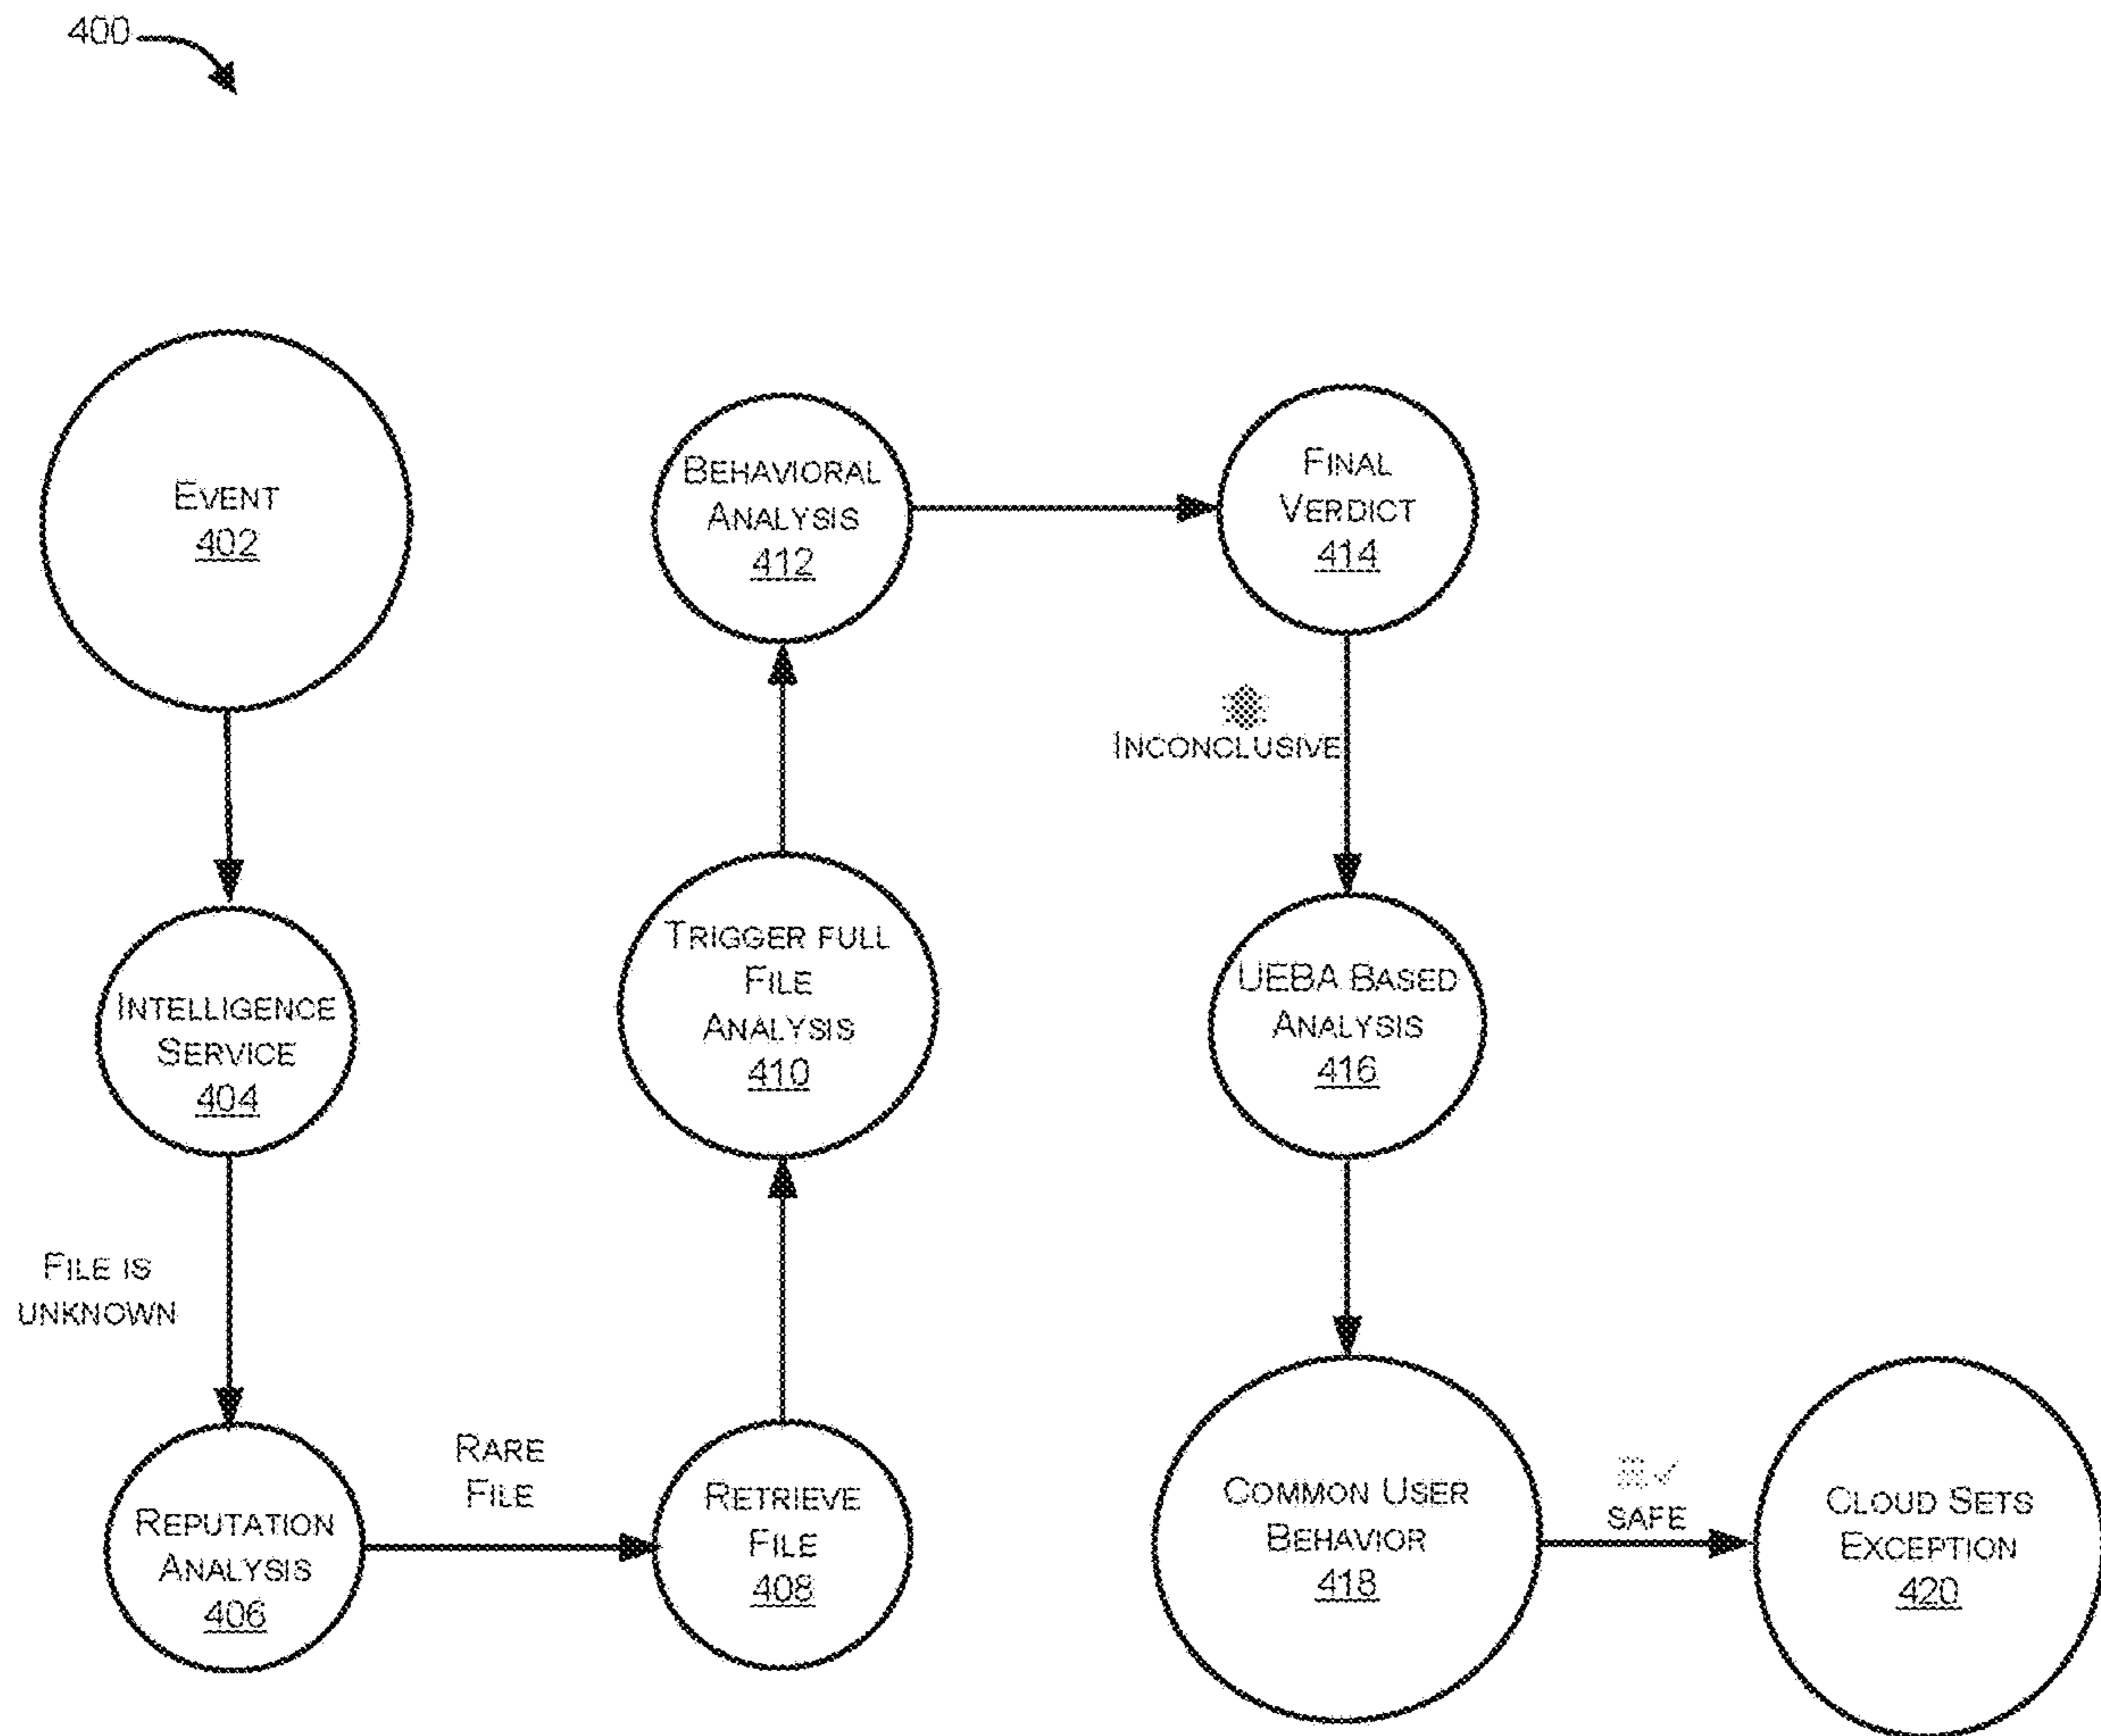 400
EVENT
402
INTELLIGENCE
SERVICE
404
FILE IS
UNKNOWN
REPUTATION
ANALYSIS
406
RARE
FILE
RETRIEVE
FILE
408
TRIGGER FULL
FILE
ANALYSIS
410
BEHAVIORAL
ANALYSIS
412
FINAL
VERDICT
414
INCONCLUSIVE
UEBA BASED
ANALYSIS
416
COMMON USER
BEHAVIOR
418
SAFE
CLOUD SETS
EXCEPTION
420